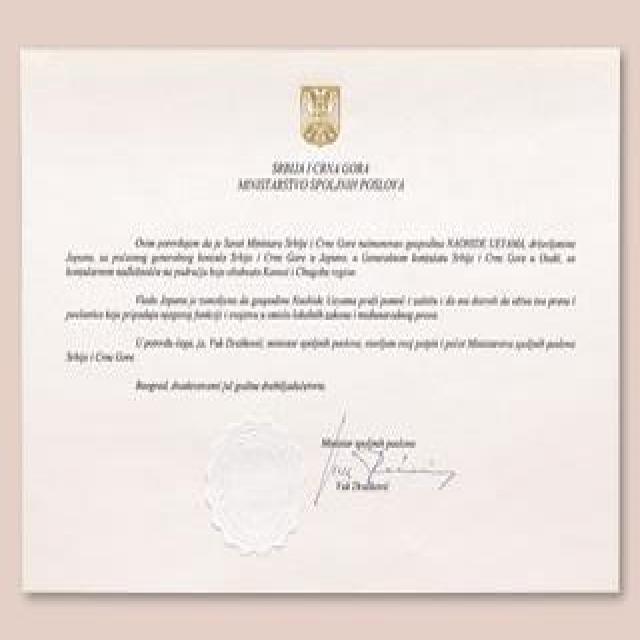 SRBIJA I CRNA GORA
MINISTARSTVO SPOLJNIH POSLOVA
Ovim potvrđujem da je Savet Ministara Srbije i Crne Gore naimenovao gospodina NAOHIDE UEYAMA, državljanina
Japana, za počasnog generalnog konzula Srbije i Crne Gore u Japanu, u Generalnom konzulatu Srbije i Crne Gore u Osaki, sa
konzularnom nadležnošću na području koje obuhvata Kansai i Chugoku region.
Vlada Japana je zamoljena da gospodinu Naohide Ueyama pruži pomoć i zaštitu i da mu dozvoli da uživa sva prava i
povlastice koja pripadaju njegovoj funkciji i svojstvu u smislu lokalnih zakona i međunarodnog prava.
U potvrdu čega, ja, Vuk Drašković, ministar spoljnih poslova, stavljam svoj potpis i pečat Ministarstva spoljnih poslova
Srbije i Crne Gore.
Beograd, jul godine dvehiljadečetvrte.
Ministar spoljnih poslova
Vuk Drašković